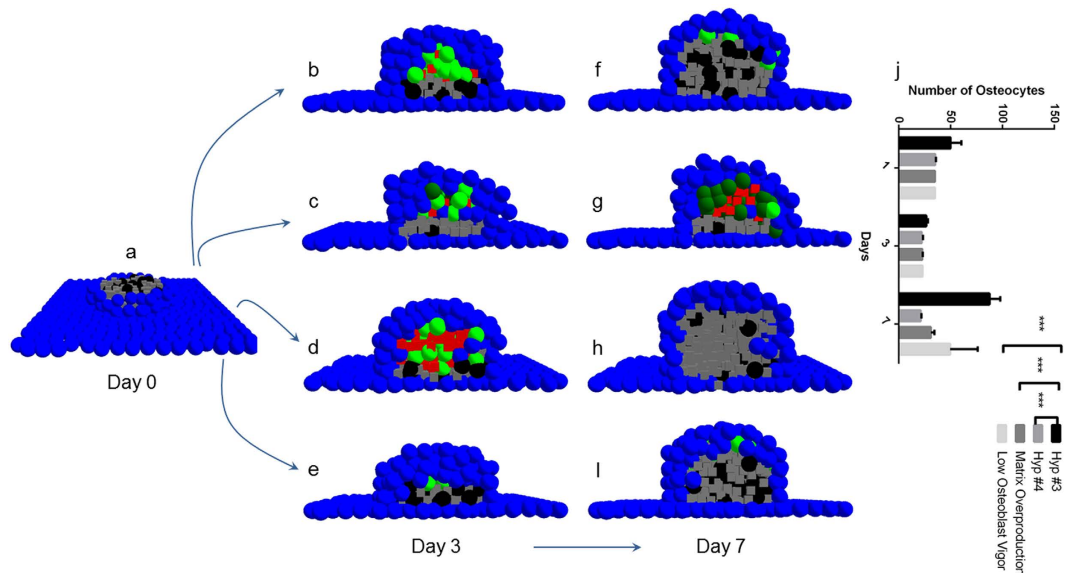 a
Day 0
b
c
d
e
Day 3
f
g
h
l
Day 7
j
Number of Osteocytes
0
50
100
150
1
3
7
Days
***
***
***
Hyp #3
Hyp #4
Matrix Overproduction
Low Osteoblast Vigor